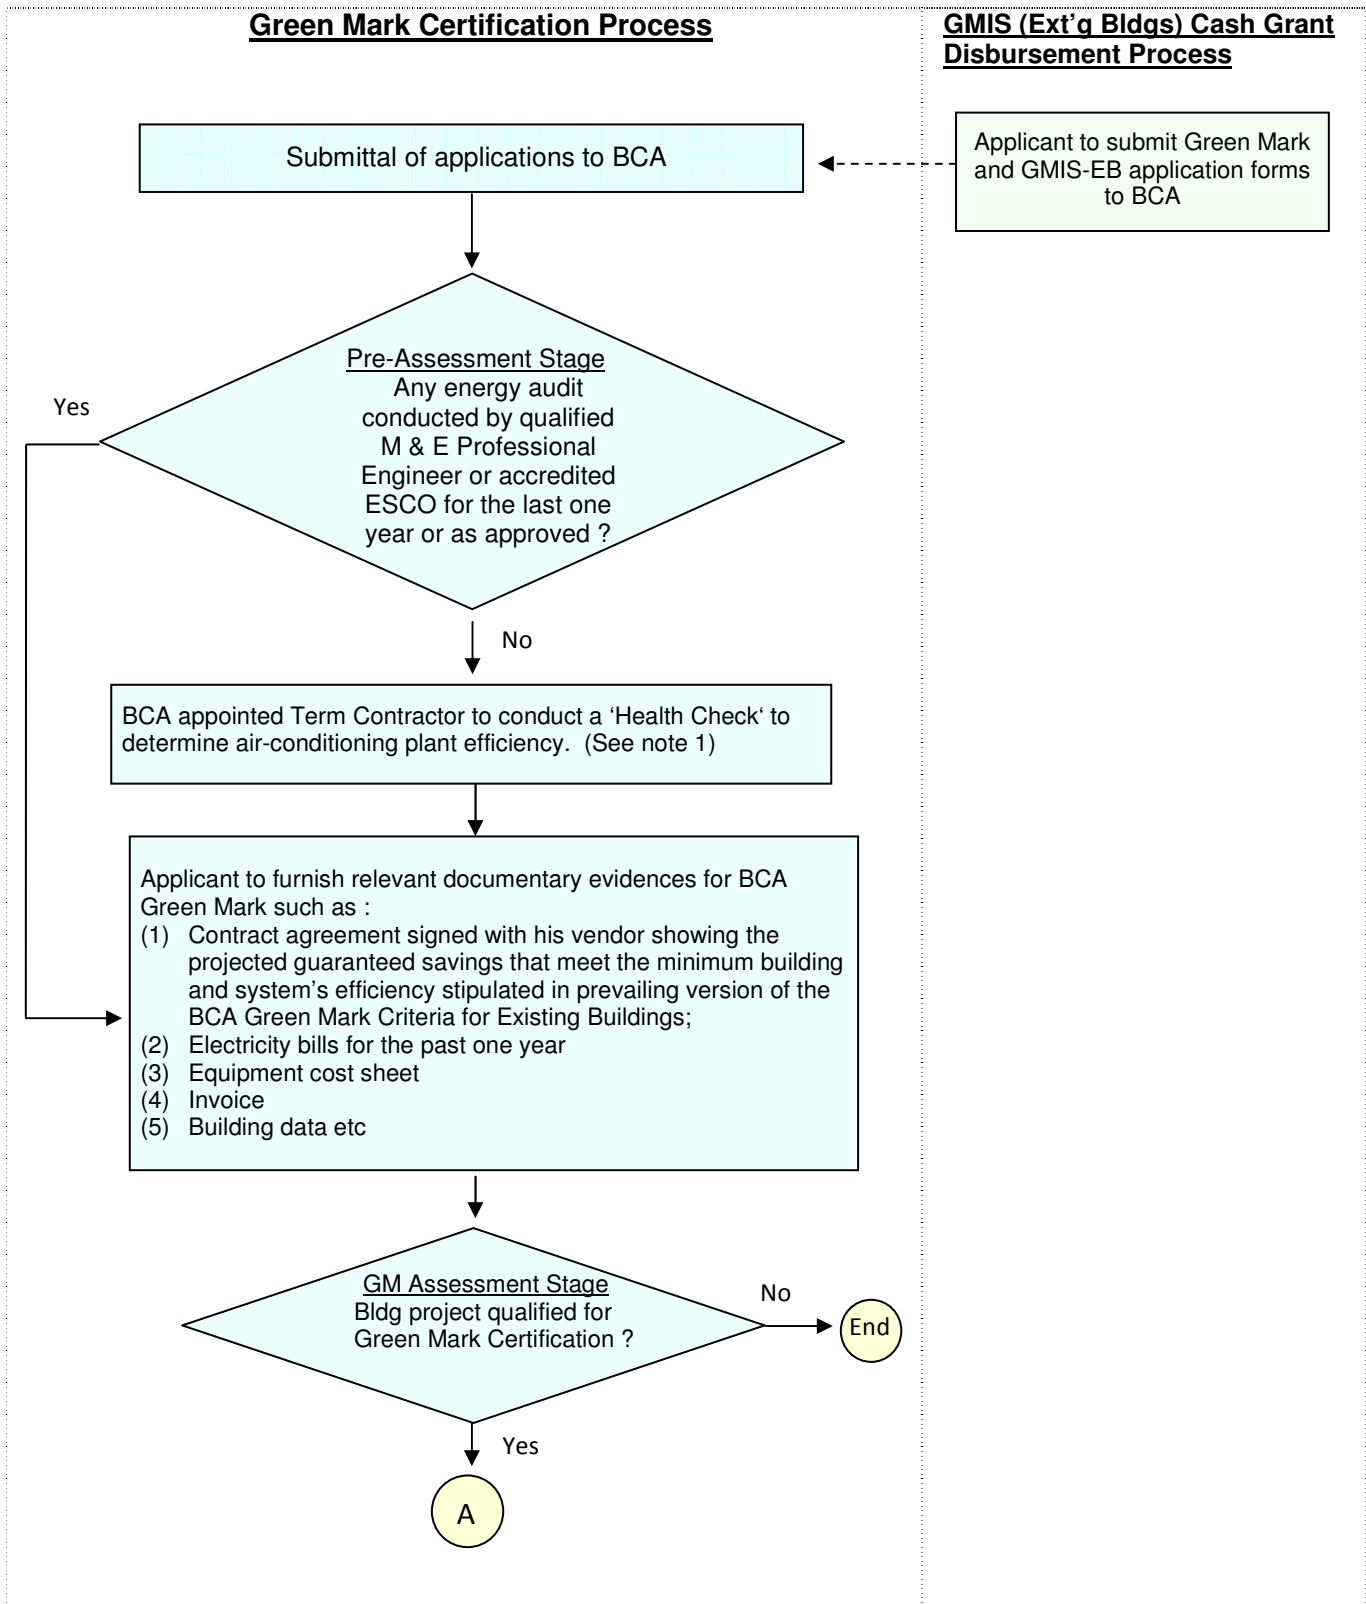 Green Mark Certification Process
GMIS (Ext’g Bldgs) Cash Grant
Disbursement Process
Submittal of applications to BCA
Applicant to submit Green Mark
and GMIS-EB application forms
to BCA
Pre-Assessment Stage
Any energy audit
conducted by qualified
M & E Professional
Engineer or accredited
ESCO for the last one
year or as approved ?
Yes
No
BCA appointed Term Contractor to conduct a ‘Health Check‘ to
determine air-conditioning plant efficiency. (See note 1)
Applicant to furnish relevant documentary evidences for BCA
Green Mark such as :
(1) Contract agreement signed with his vendor showing the
projected guaranteed savings that meet the minimum building
and system’s efficiency stipulated in prevailing version of the
BCA Green Mark Criteria for Existing Buildings;
(2) Electricity bills for the past one year
(3) Equipment cost sheet
(4) Invoice
(5) Building data etc
GM Assessment Stage
Bldg project qualified for
Green Mark Certification ?
No
End
Yes
A